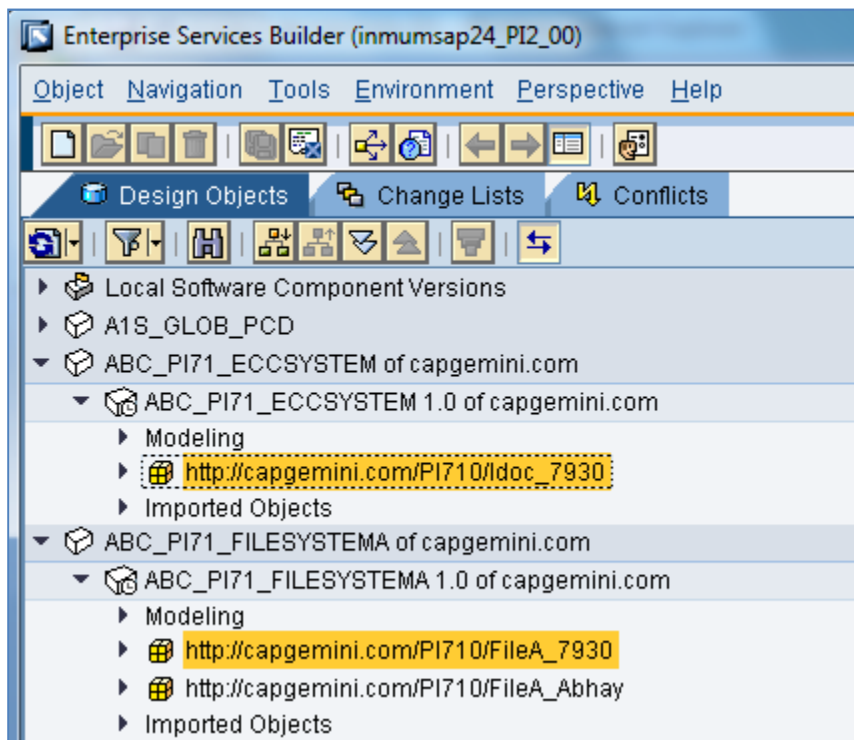 Enterprise Services Builder (inmumsap24_PI2_00)
Object Navigation Tools Environment Perspective Help
Design Objects Change Lists Conflicts
Local Software Component Versions
A1S_GLOB_PCD
ABC_PI71_ECCSYSTEM of capgemini.com
ABC_PI71_ECCSYSTEM 1.0 of capgemini.com
Modeling
http://capgemini.com/PI710/Idoc_7930
Imported Objects
ABC_PI71_FILESYSTEMA of capgemini.com
ABC_PI71_FILESYSTEMA 1.0 of capgemini.com
Modeling
http://capgemini.com/PI710/FileA_7930
http://capgemini.com/PI710/FileA_Abhay
Imported Objects